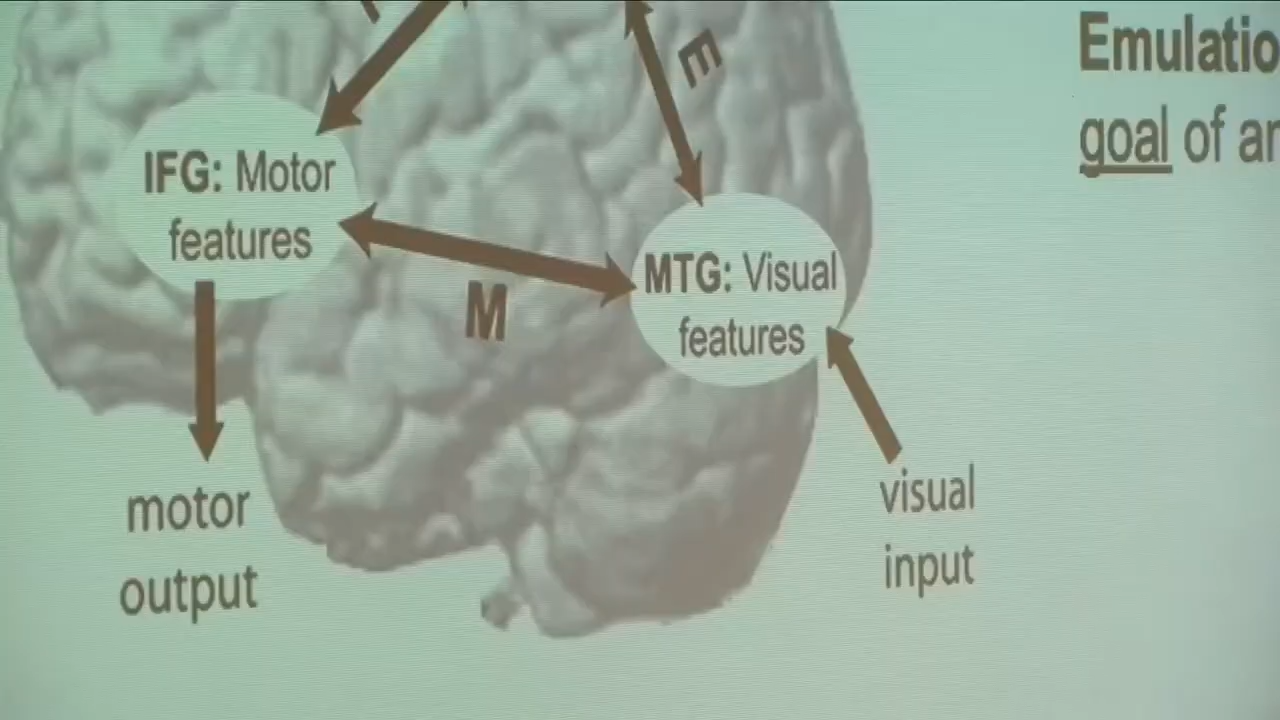 E
Emulatio
goal of ar
IFG: Motor
features
MTG: Visual
features
M
motor
output
visual
input